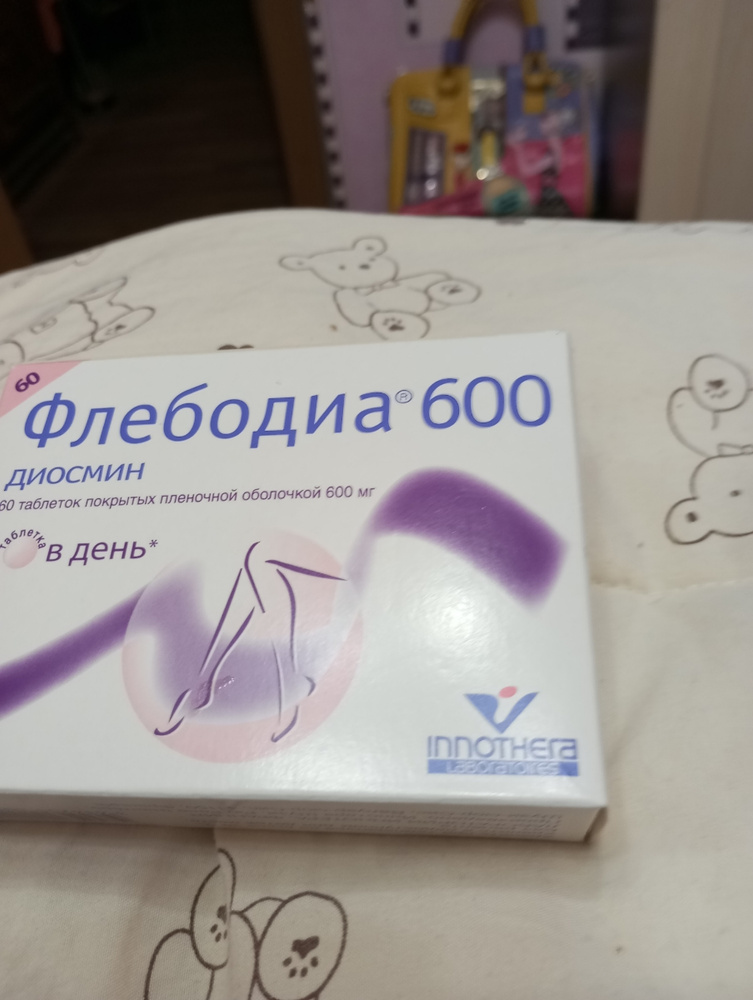 60
Флебодиа® 600
диосмин
60 таблеток покрытых пленочной оболочкой 600 мг
таблетка
в день*
INNOTHERA
LABORATOIRES